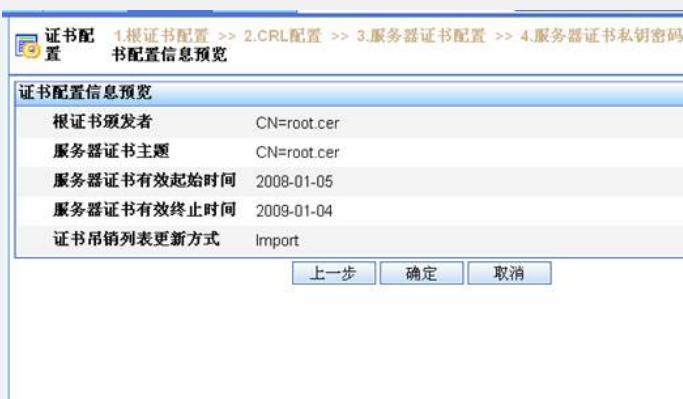 证书配置
1.根证书配置 >> 2.CRL配置 >> 3.服务器证书配置 >> 4.服务器证书私钥密码
书配置信息预览
证书配置信息预览
根证书颁发者 CN=root.cer
服务器证书主题 CN=root.cer
服务器证书有效起始时间 2008-01-05
服务器证书有效终止时间 2009-01-04
证书吊销列表更新方式 Import
上一步 确定 取消